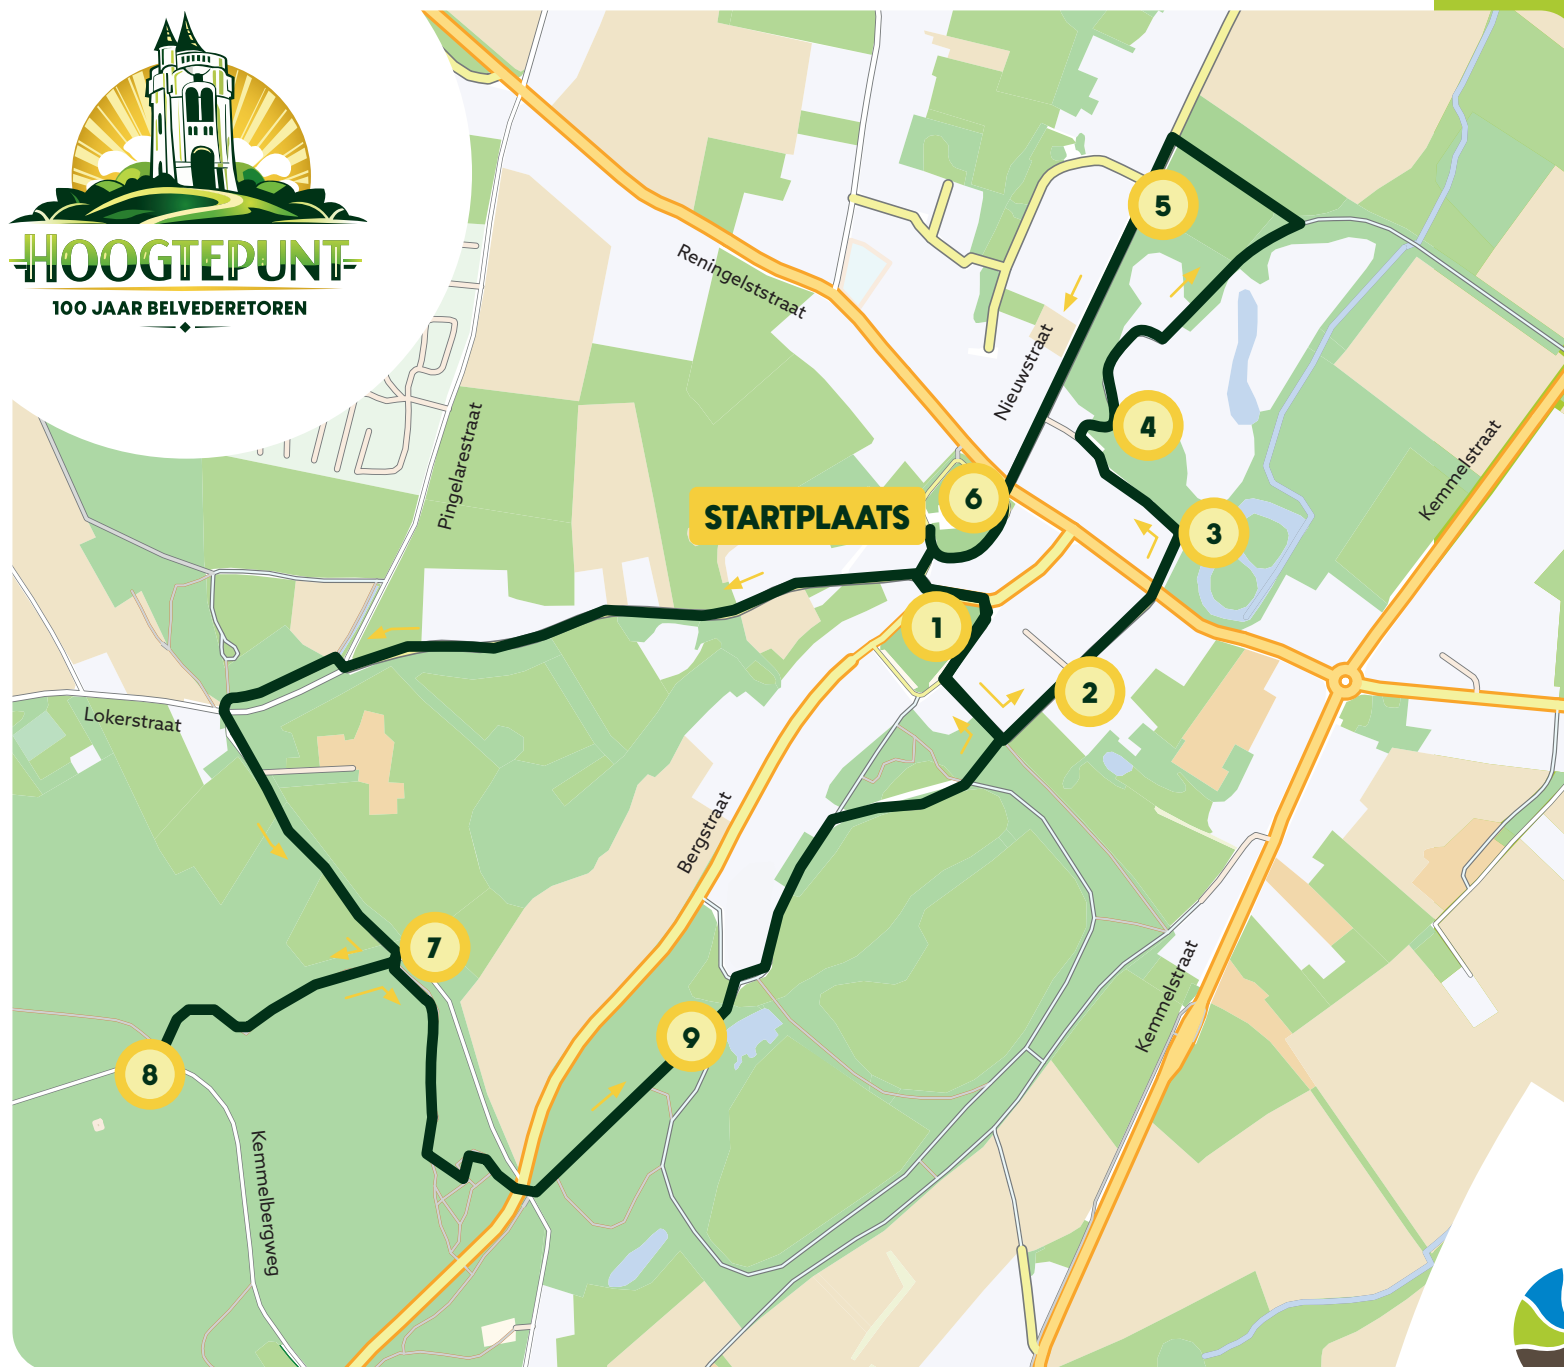 HOOGTEPUNT
100 JAAR BELVEDERETOREN
Reningelststraat
Nieuwstraat
Pingelarestraat
Kemmelstraat
STARTPLAATS
5
4
6
3
1
2
Lokerstraat
Bergstraat
7
9
8
Kemmelstraat
Kemmelbergweg